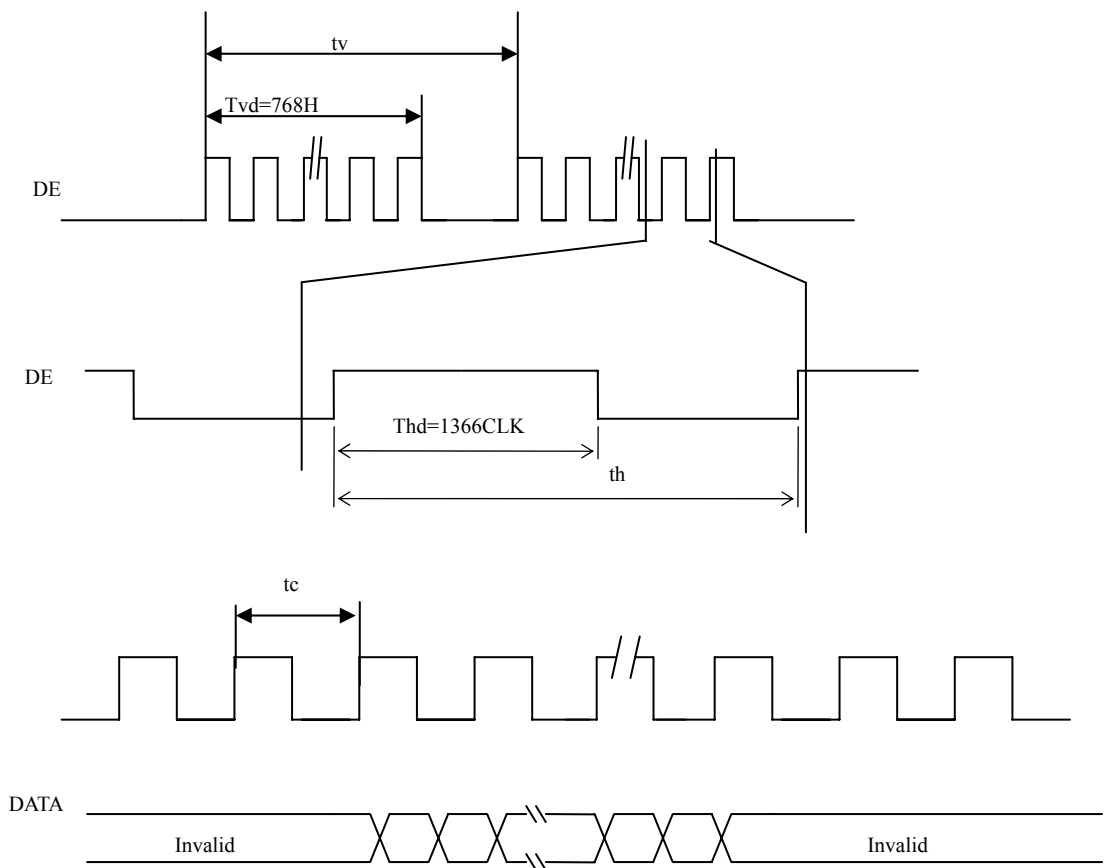 tv
Tvd=768H
DE
DE
Thd=1366CLK
th
tc
DATA
Invalid
Invalid